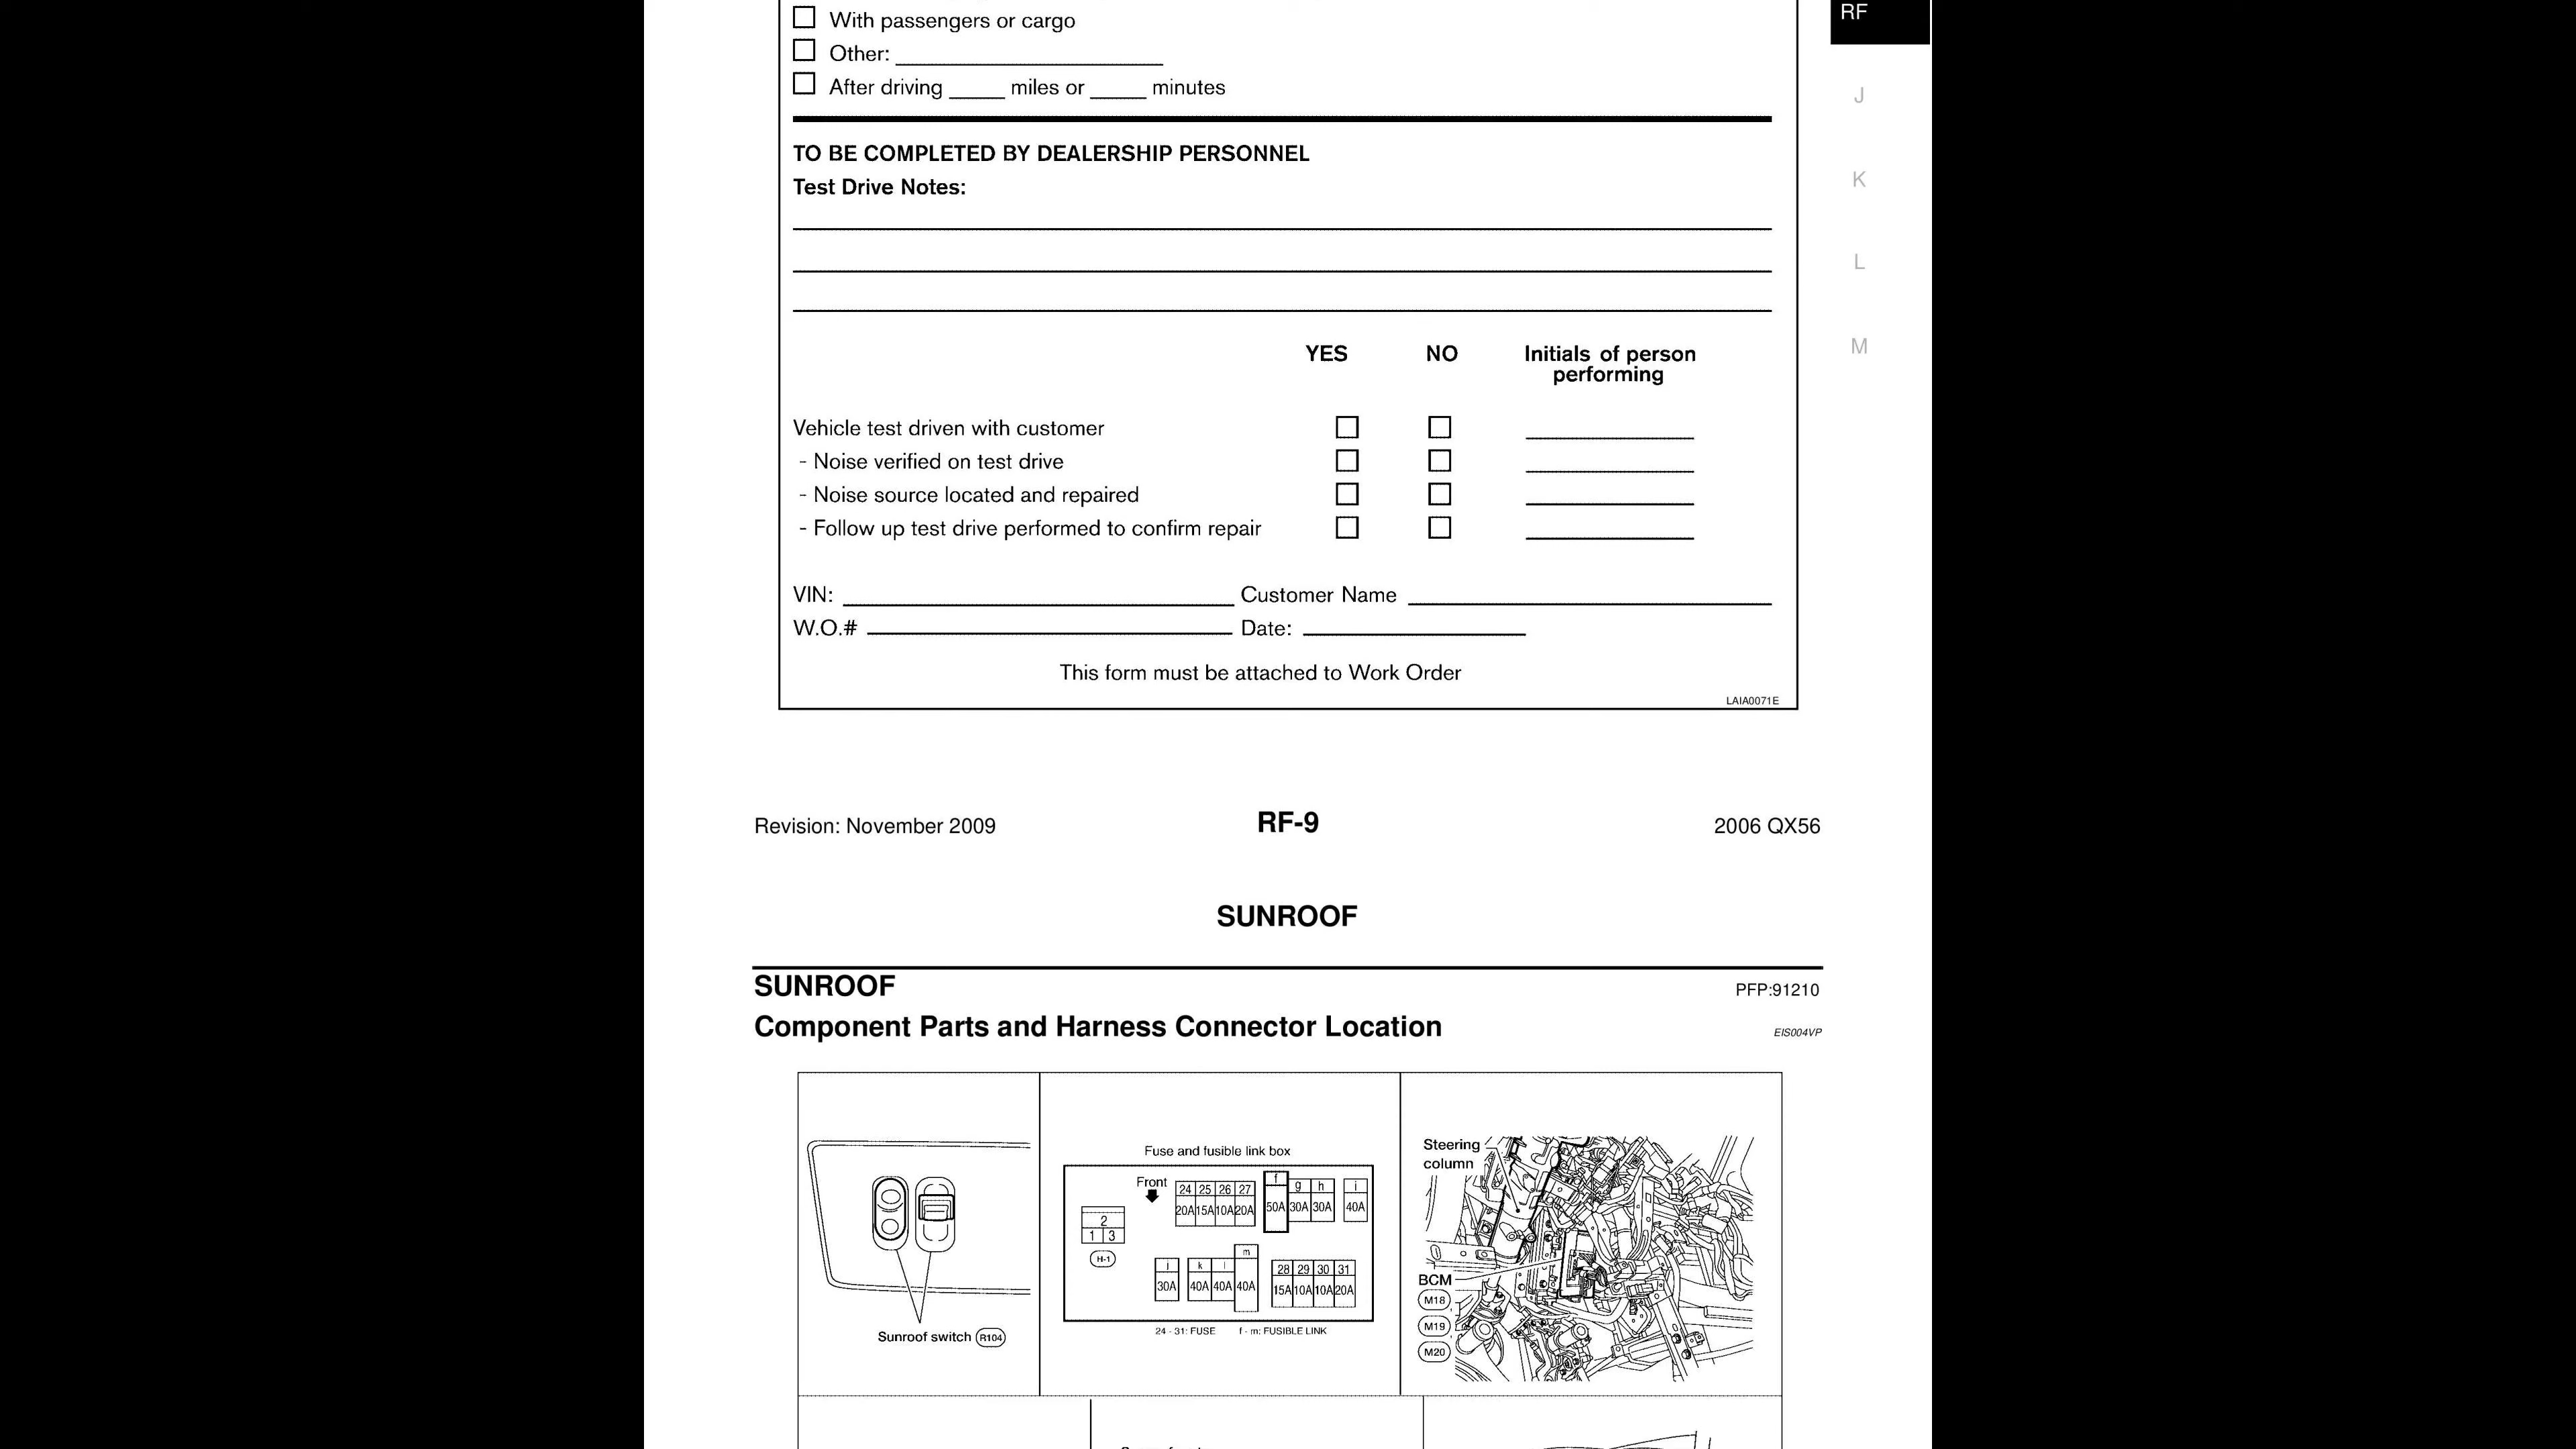 With passengers or cargo
Other:
After driving _____ miles or _____ minutes
RF
J
K
L
M
TO BE COMPLETED BY DEALERSHIP PERSONNEL
Test Drive Notes:
YES NO Initials of person
performing
Vehicle test driven with customer
- Noise verified on test drive
- Noise source located and repaired
- Follow up test drive performed to confirm repair
VIN: Customer Name
W.O.# Date:
This form must be attached to Work Order
LAIA0071E
Revision: November 2009 RF-9 2006 QX56
SUNROOF
SUNROOF PFP:91210
Component Parts and Harness Connector Location EIS004VP
Sunroof switch R104
Fuse and fusible link box
Front
24 25 26 27 f g h i
20A 15A 10A 20A 50A 30A 30A 40A
2
1 3
H-1
j k l m 28 29 30 31
30A 40A 40A 40A 15A 10A 10A 20A
24 - 31: FUSE f - m: FUSIBLE LINK
Steering
column
BCM
M18
M19
M20